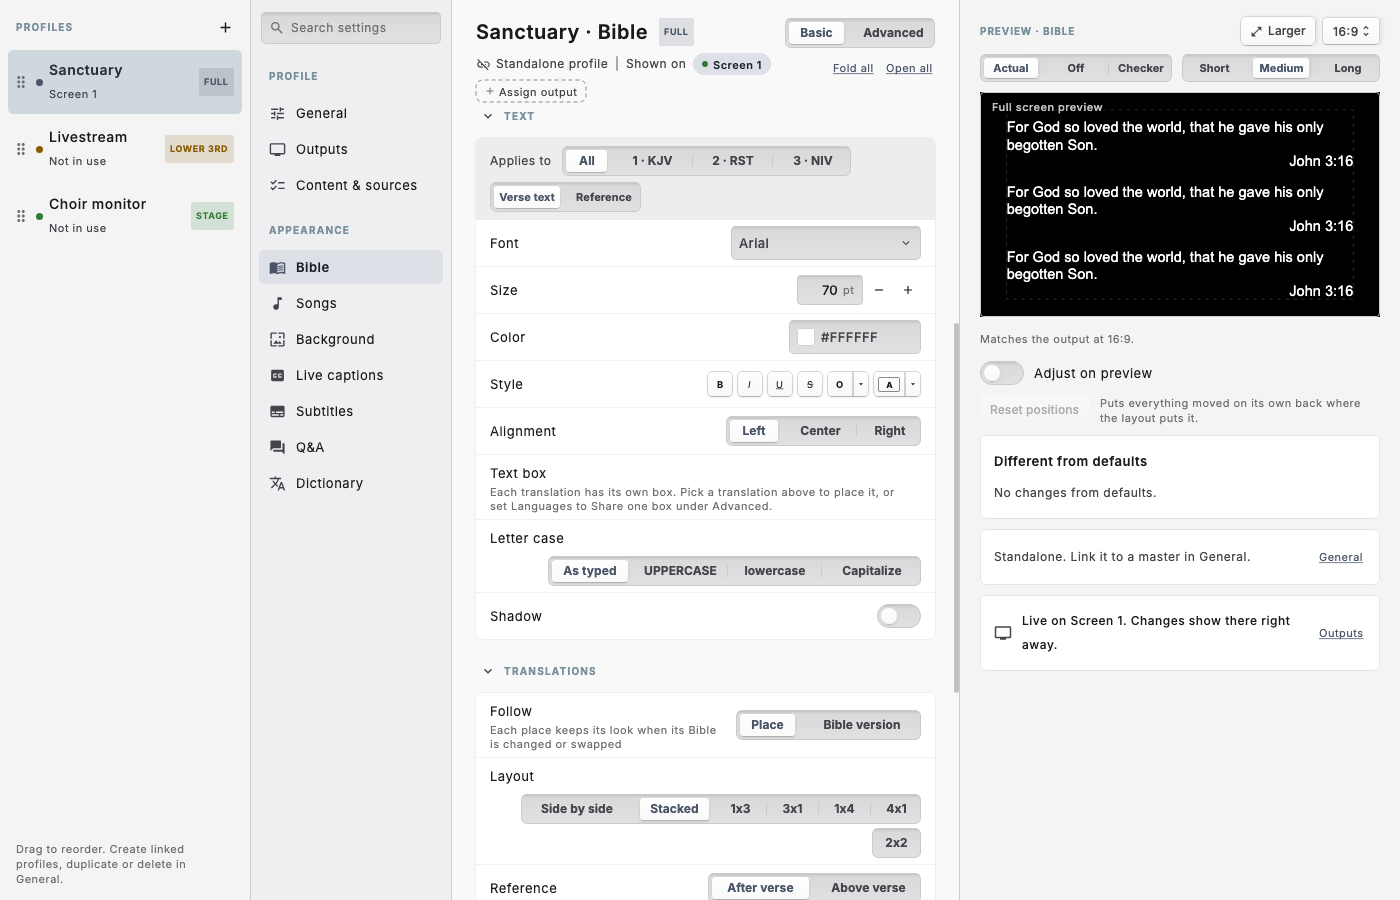 PROFILES
+
Sanctuary
Screen 1
FULL
Livestream
Not in use
LOWER 3RD
Choir monitor
Not in use
STAGE
Drag to reorder. Create linked
profiles, duplicate or delete in
General.
Search settings
PROFILE
General
Outputs
Content & sources
APPEARANCE
Bible
Songs
Background
Live captions
Subtitles
Q&A
Dictionary
Sanctuary · Bible FULL
Basic Advanced
Standalone profile | Shown on Screen 1
Fold all Open all
+ Assign output
TEXT
Applies to All 1 · KJV 2 · RST 3 · NIV
Verse text Reference
Font Arial
Size 70 pt − +
Color #FFFFFF
Style B I U S O A
Alignment Left Center Right
Text box
Each translation has its own box. Pick a translation above to place it, or
set Languages to Share one box under Advanced.
Letter case
As typed UPPERCASE lowercase Capitalize
Shadow
TRANSLATIONS
Follow
Each place keeps its look when its Bible
is changed or swapped
Place Bible version
Layout
Side by side Stacked 1x3 3x1 1x4 4x1
2x2
Reference After verse Above verse
PREVIEW · BIBLE
Larger 16:9
Actual Off Checker Short Medium Long
Full screen preview
For God so loved the world, that he gave his only
begotten Son.
John 3:16
For God so loved the world, that he gave his only
begotten Son.
John 3:16
For God so loved the world, that he gave his only
begotten Son.
John 3:16
Matches the output at 16:9.
Adjust on preview
Reset positions
Puts everything moved on its own back where
the layout puts it.
Different from defaults
No changes from defaults.
Standalone. Link it to a master in General. General
Live on Screen 1. Changes show there right
away.
Outputs